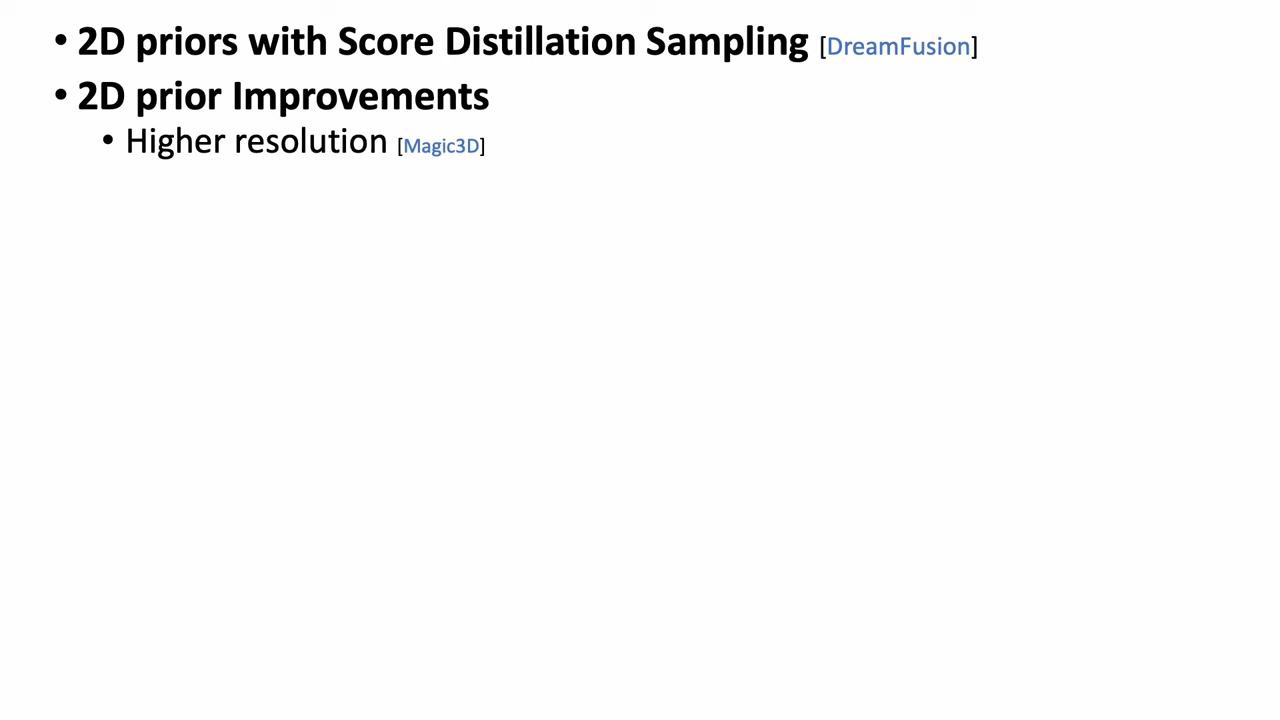 • 2D priors with Score Distillation Sampling [DreamFusion]
• 2D prior Improvements
• Higher resolution [Magic3D]